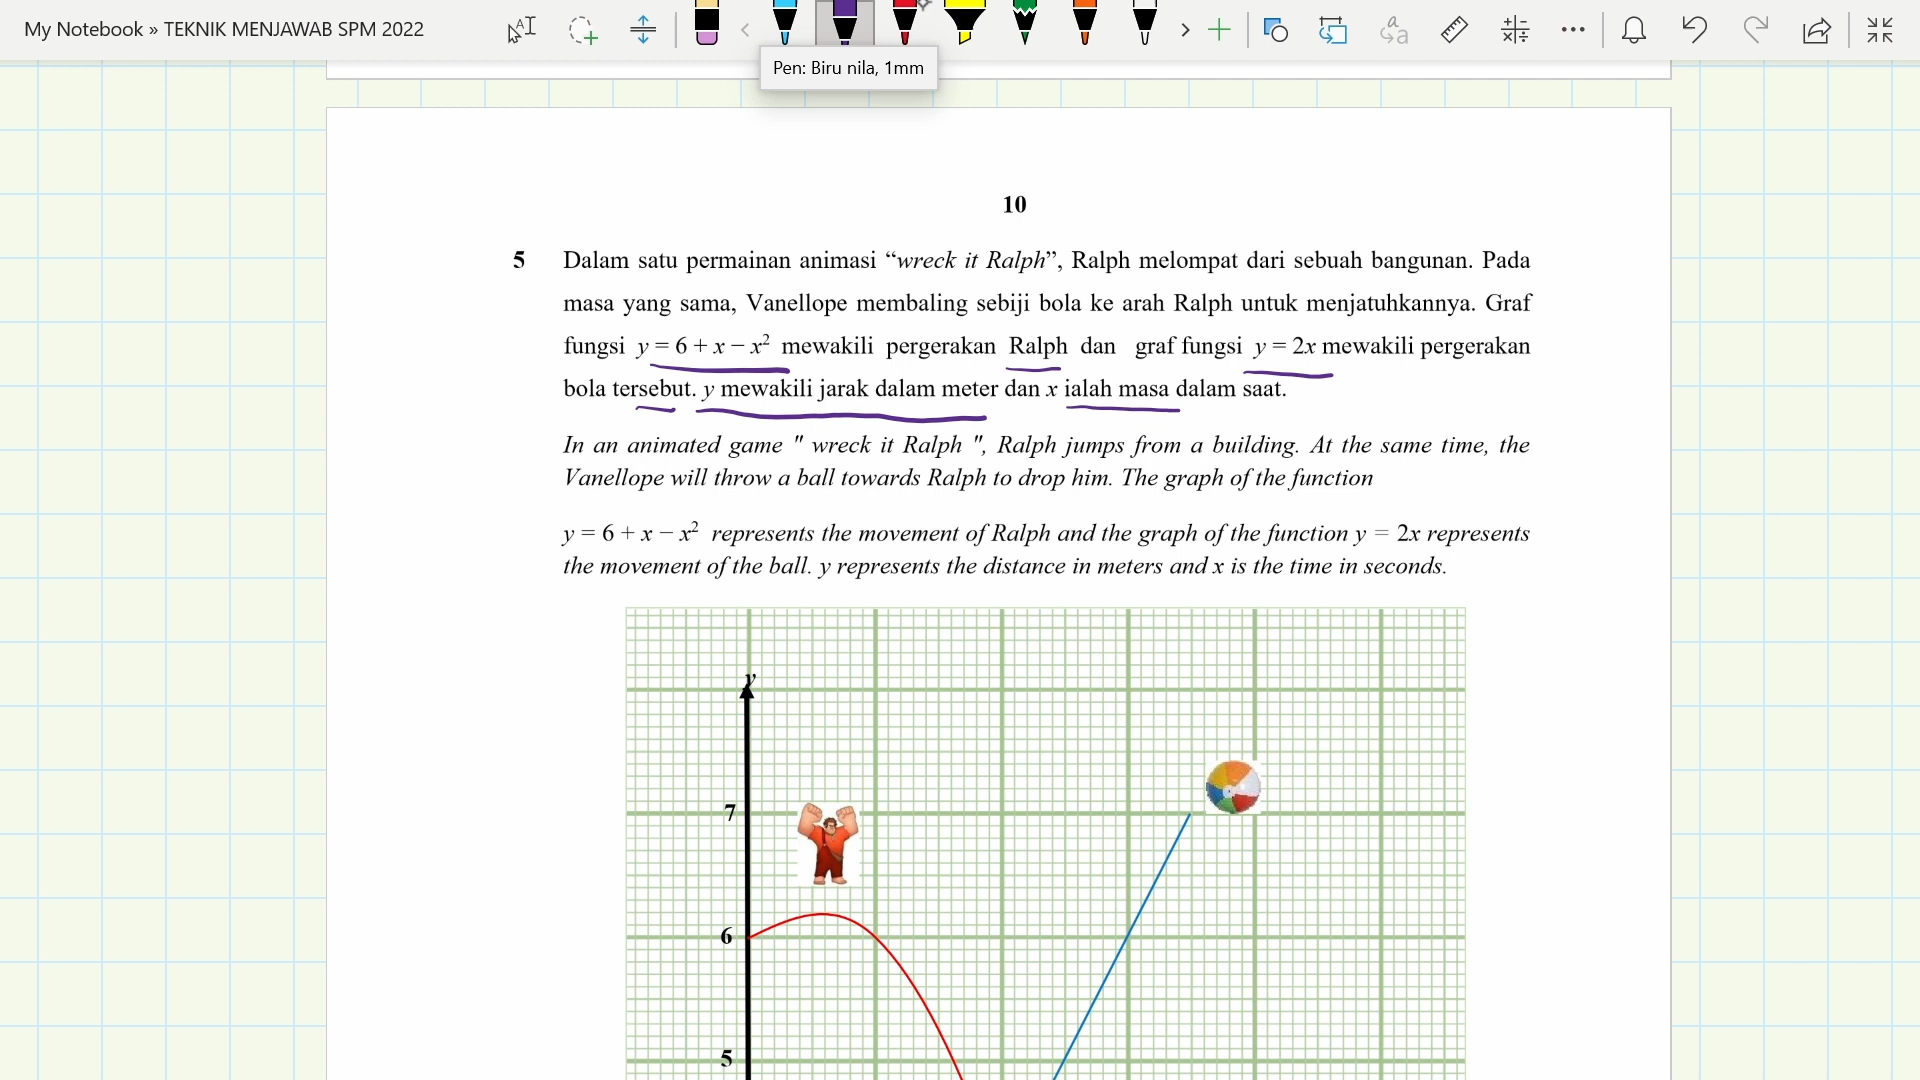 My Notebook » TEKNIK MENJAWAB SPM 2022
Pen: Biru nila, 1mm
10
5 Dalam satu permainan animasi “wreck it Ralph”, Ralph melompat dari sebuah bangunan. Pada
masa yang sama, Vanellope membaling sebiji bola ke arah Ralph untuk menjatuhkannya. Graf
fungsi y = 6 + x − x² mewakili pergerakan Ralph dan graf fungsi y = 2x mewakili pergerakan
bola tersebut. y mewakili jarak dalam meter dan x ialah masa dalam saat.
In an animated game " wreck it Ralph ", Ralph jumps from a building. At the same time, the
Vanellope will throw a ball towards Ralph to drop him. The graph of the function
y = 6 + x − x² represents the movement of Ralph and the graph of the function y = 2x represents
the movement of the ball. y represents the distance in meters and x is the time in seconds.
y
7
6
5